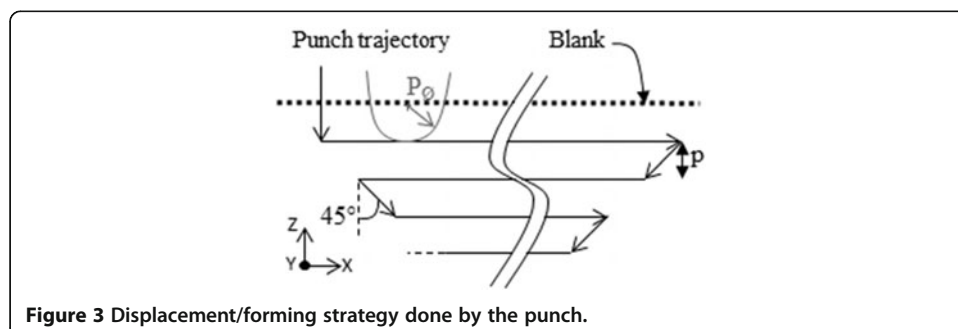 Punch trajectory
Blank
P∅
p
45°
Z
Y
X
Figure 3 Displacement/forming strategy done by the punch.